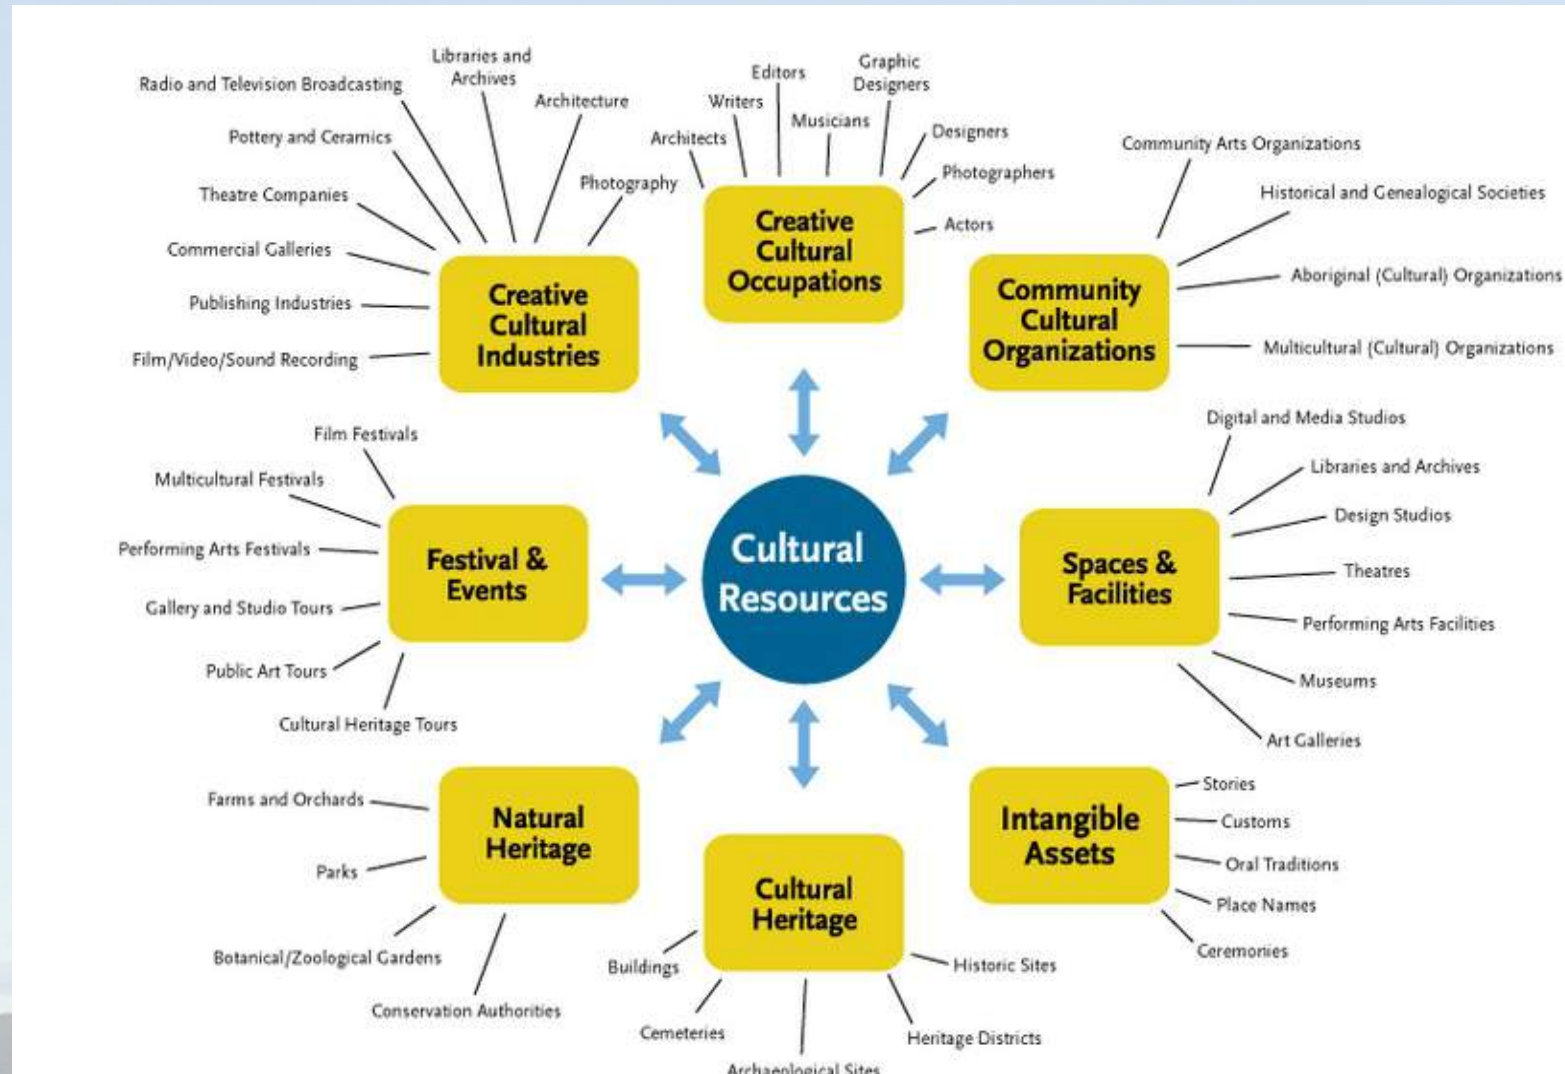 Libraries and
Archives
Radio and Television Broadcasting
Architecture
Pottery and Ceramics
Photography
Theatre Companies
Commercial Galleries
Publishing Industries
Film/Video/Sound Recording
Creative
Cultural
Industries
Architects
Writers
Editors
Musicians
Graphic
Designers
Designers
Photographers
Actors
Creative
Cultural
Occupations
Community Arts Organizations
Historical and Genealogical Societies
Aboriginal (Cultural) Organizations
Multicultural (Cultural) Organizations
Community
Cultural
Organizations
Film Festivals
Multicultural Festivals
Performing Arts Festivals
Gallery and Studio Tours
Public Art Tours
Cultural Heritage Tours
Festival &
Events
Cultural
Resources
Digital and Media Studios
Libraries and Archives
Design Studios
Theatres
Performing Arts Facilities
Museums
Art Galleries
Spaces &
Facilities
Farms and Orchards
Parks
Botanical/Zoological Gardens
Conservation Authorities
Natural
Heritage
Cultural
Heritage
Buildings
Cemeteries
Archaeological Sites
Heritage Districts
Historic Sites
Intangible
Assets
Stories
Customs
Oral Traditions
Place Names
Ceremonies